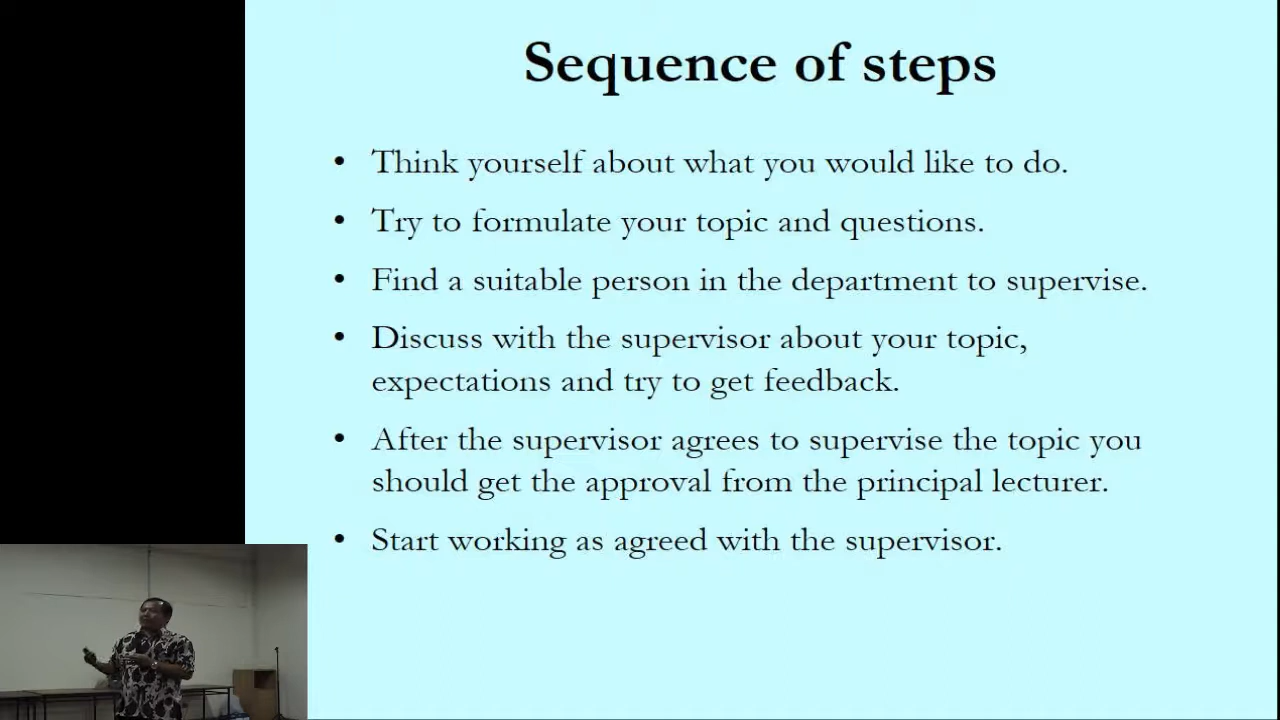 Sequence of steps
• Think yourself about what you would like to do.
• Try to formulate your topic and questions.
• Find a suitable person in the department to supervise.
• Discuss with the supervisor about your topic,
expectations and try to get feedback.
• After the supervisor agrees to supervise the topic you
should get the approval from the principal lecturer.
• Start working as agreed with the supervisor.